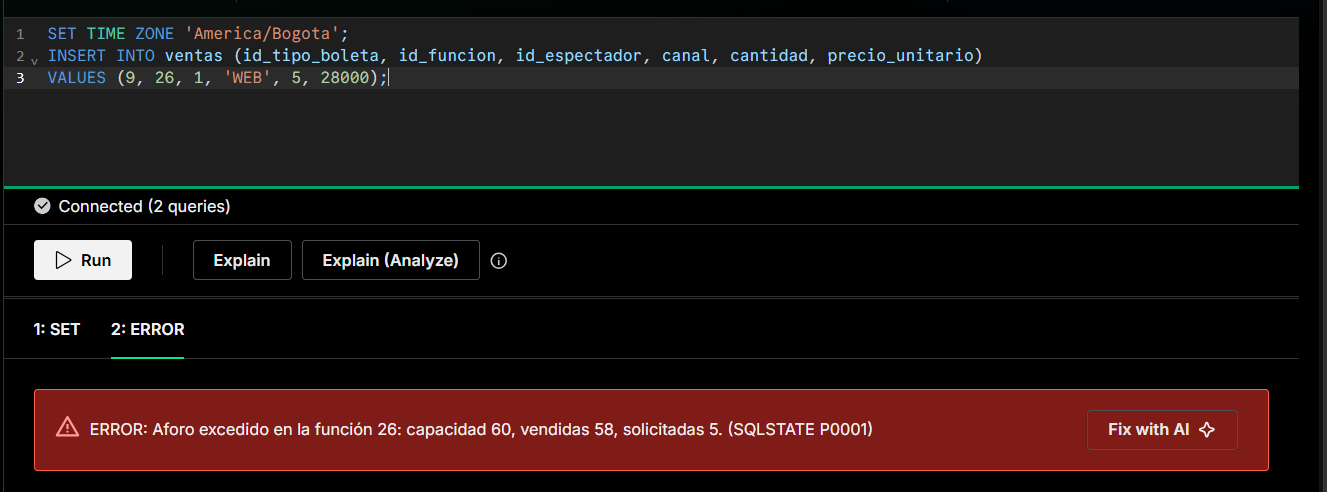 1 SET TIME ZONE 'America/Bogota';
2 INSERT INTO ventas (id_tipo_boleta, id_funcion, id_espectador, canal, cantidad, precio_unitario)
3 VALUES (9, 26, 1, 'WEB', 5, 28000);
Connected (2 queries)
Run Explain Explain (Analyze)
1: SET 2: ERROR
ERROR: Aforo excedido en la función 26: capacidad 60, vendidas 58, solicitadas 5. (SQLSTATE P0001) Fix with AI